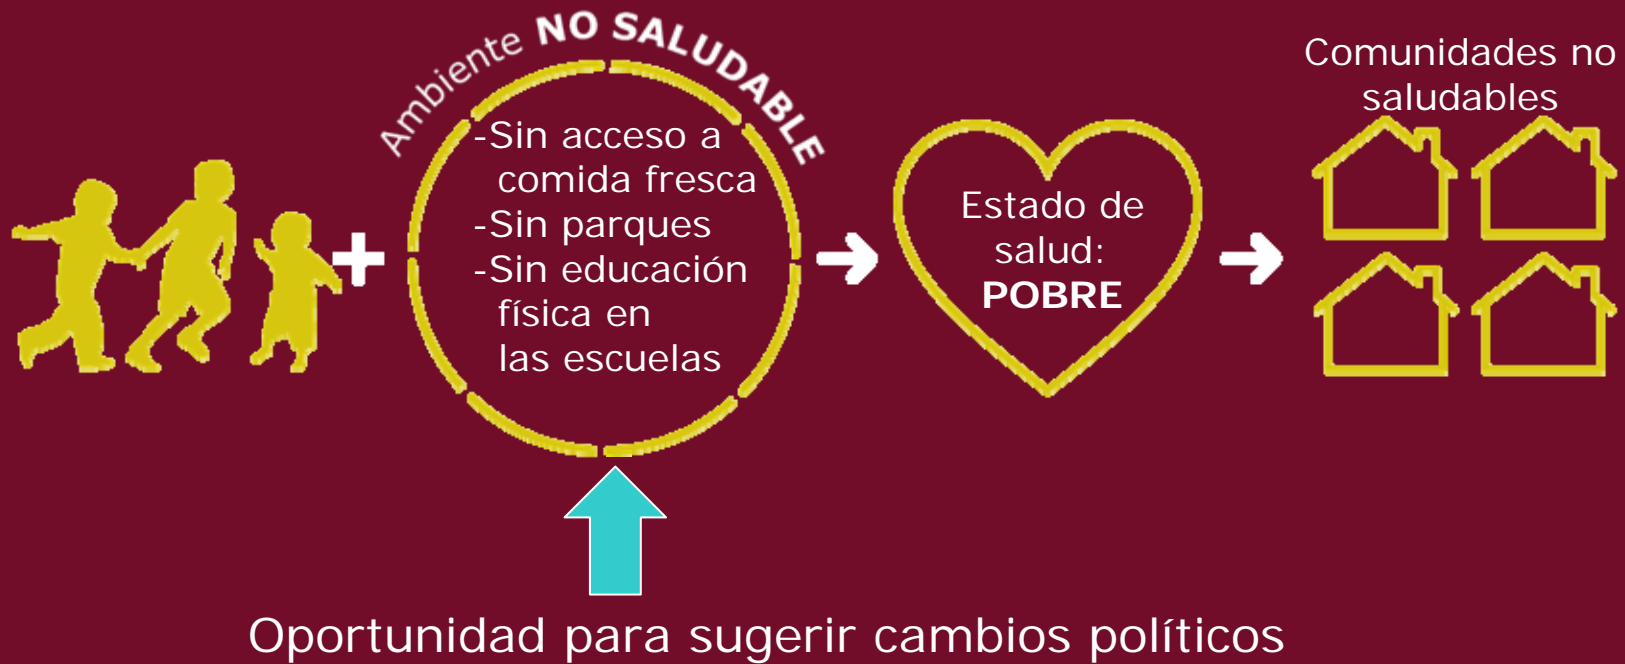 Ambiente NO SALUDABLE
-Sin acceso a
comida fresca
-Sin parques
-Sin educación
física en
las escuelas
Estado de
salud:
POBRE
Comunidades no
saludables
Oportunidad para sugerir cambios políticos